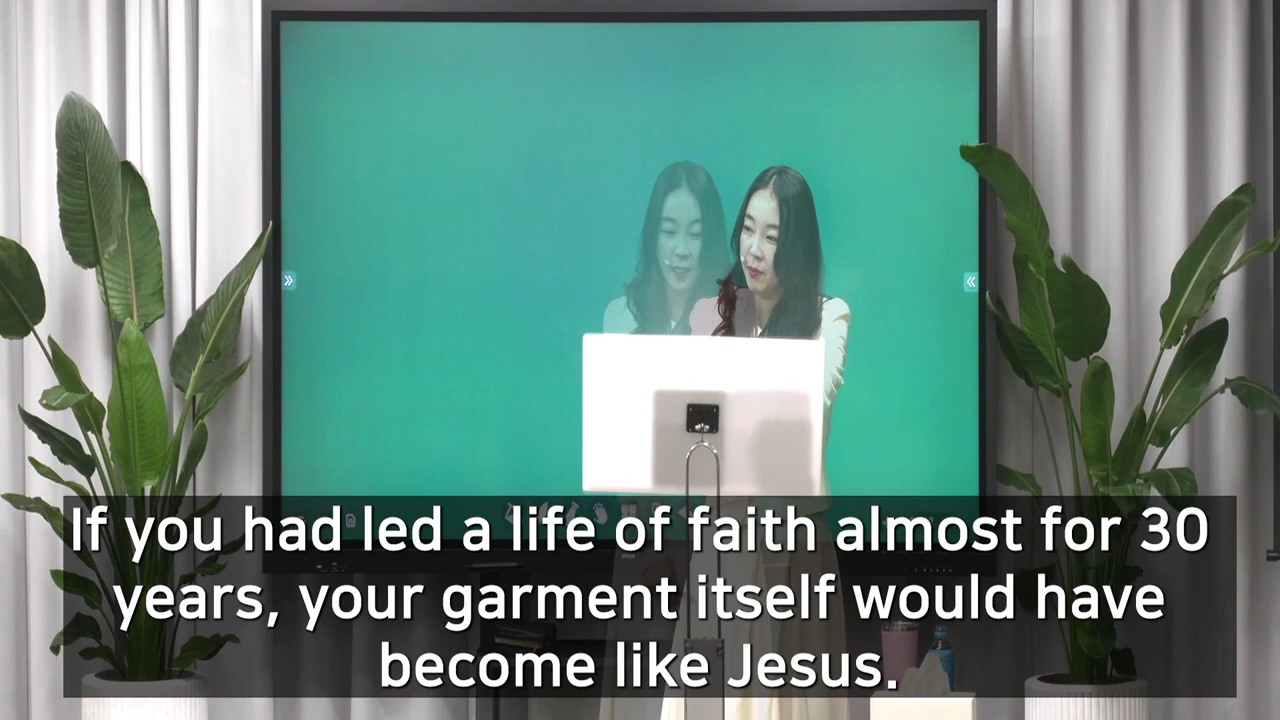 If you had led a life of faith almost for 30
years, your garment itself would have
become like Jesus.